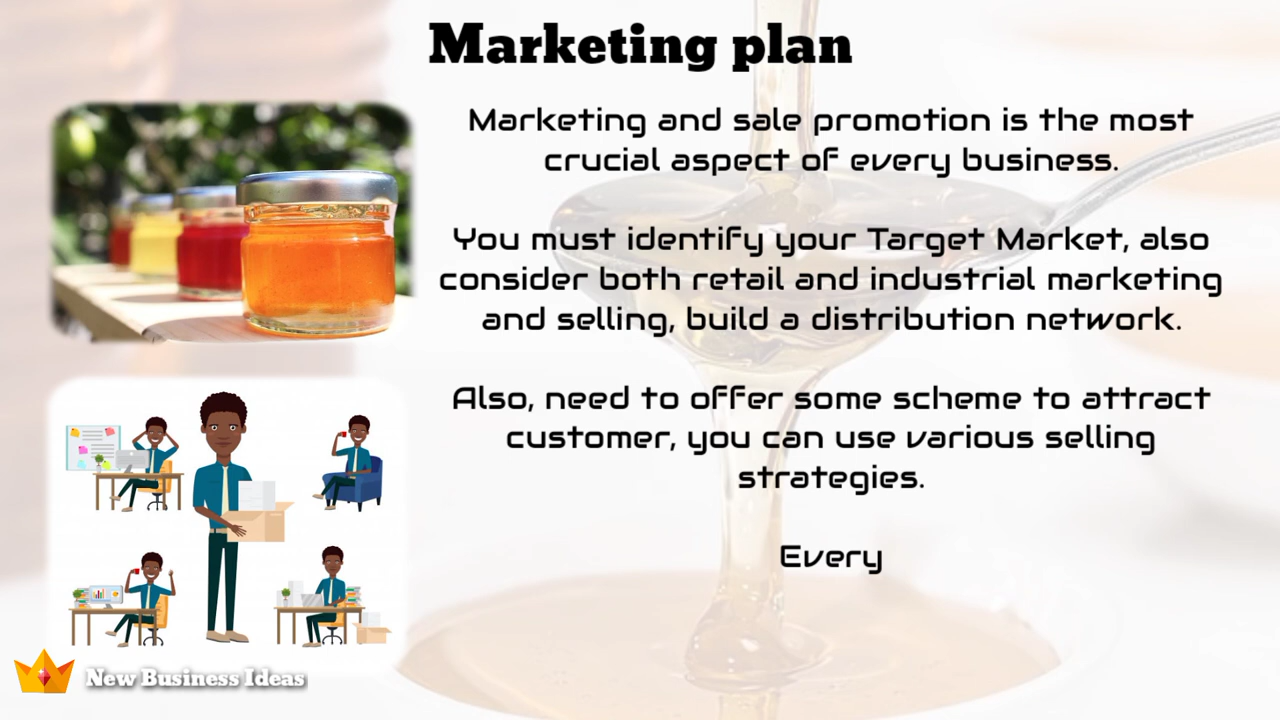 Marketing plan
Marketing and sale promotion is the most
crucial aspect of every business.
You must identify your Target Market, also
consider both retail and industrial marketing
and selling, build a distribution network.
Also, need to offer some scheme to attract
customer, you can use various selling
strategies.
Every
New Business Ideas